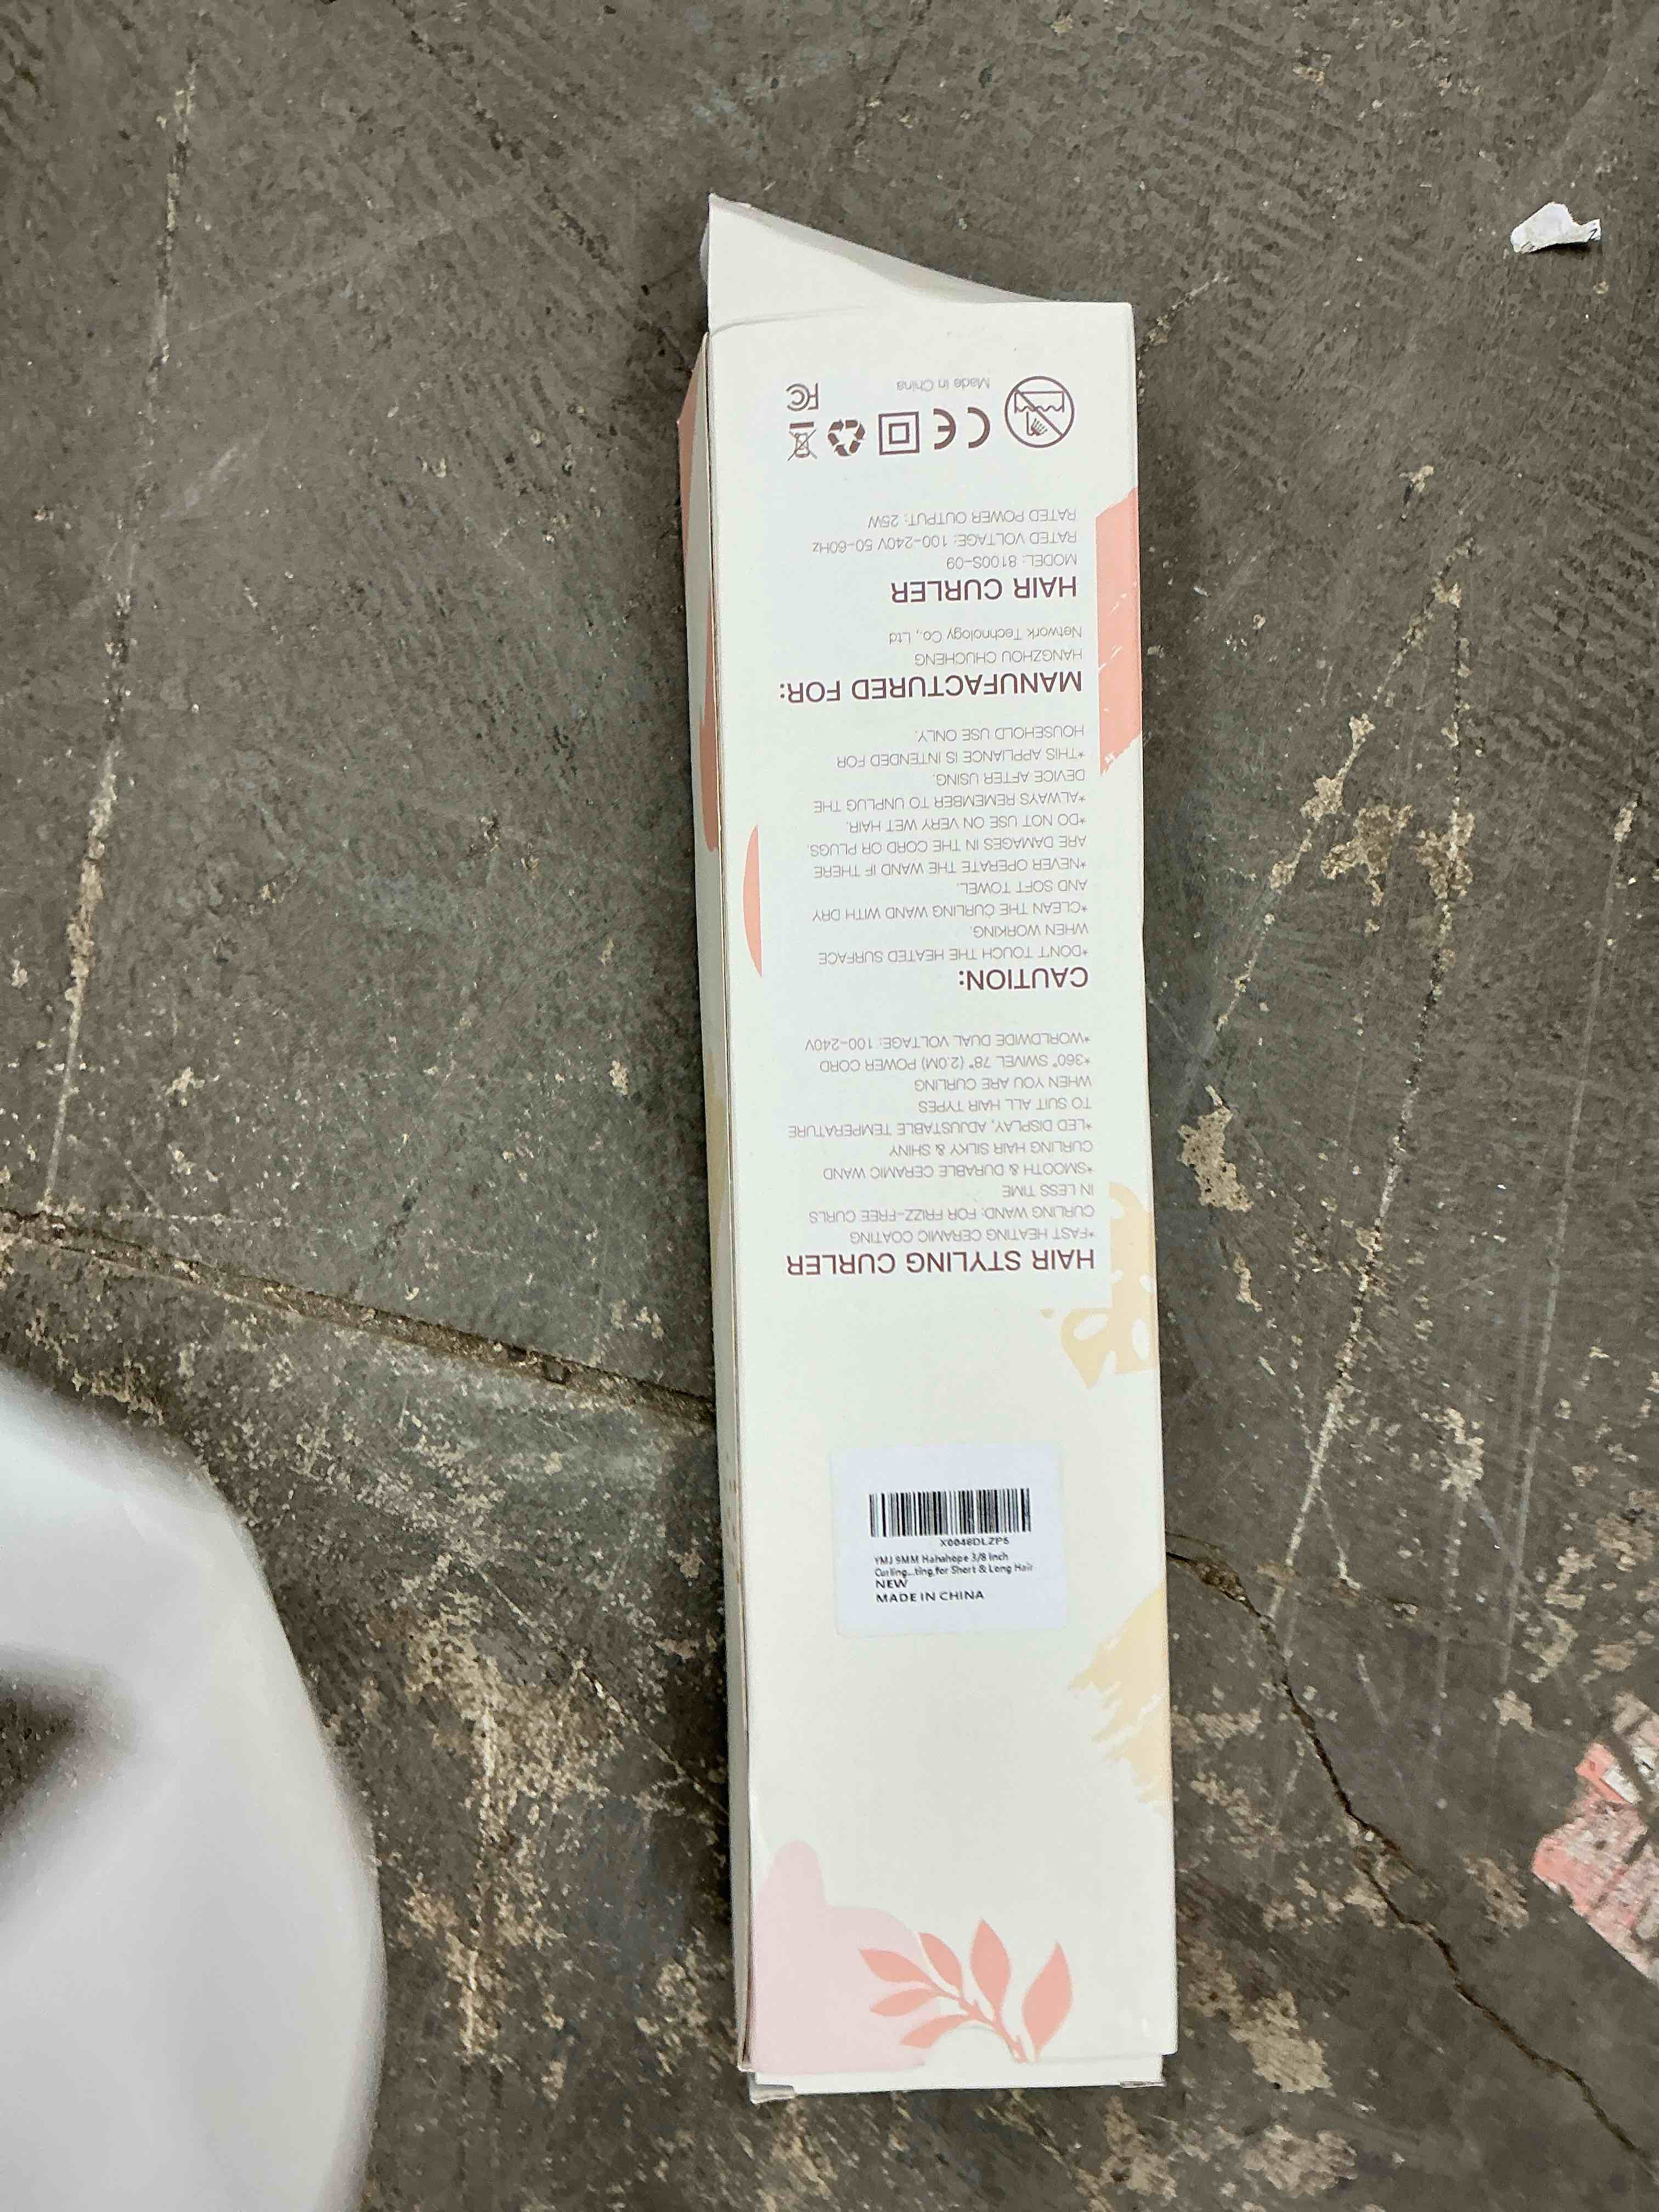 HAIR STYLING CURLER
*FAST HEATING CERAMIC COATING
CURLING WAND: FOR FRIZZ-FREE CURLS
IN LESS TIME
*SMOOTH & DURABLE CERAMIC WAND
CURLING HAIR SILKY & SHINY
*LED DISPLAY, ADJUSTABLE TEMPERATURE
TO SUIT ALL HAIR TYPES
WHEN YOU ARE CURLING
*360° SWIVEL 78" (2.0M) POWER CORD
*WORLDWIDE DUAL VOLTAGE: 100-240V
CAUTION:
*DON'T TOUCH THE HEATED SURFACE
WHEN WORKING.
*CLEAN THE CURLING WAND WITH DRY
AND SOFT TOWEL.
*NEVER OPERATE THE WAND IF THERE
ARE DAMAGES IN THE CORD OR PLUGS.
*DO NOT USE ON VERY WET HAIR.
*ALWAYS REMEMBER TO UNPLUG THE
DEVICE AFTER USING.
*THIS APPLIANCE IS INTENDED FOR
HOUSEHOLD USE ONLY.
MANUFACTURED FOR:
HANGZHOU CHUCHENG
Network Technology Co., Ltd
HAIR CURLER
MODEL: 8100S-09
RATED VOLTAGE: 100-240V 50-60Hz
RATED POWER OUTPUT: 25W
CE
Made in China
FC
X0048DLZP5
YMJ 9MM Hahahope 3/8 Inch
Curling...ting,for Short & Long Hair
NEW
MADE IN CHINA